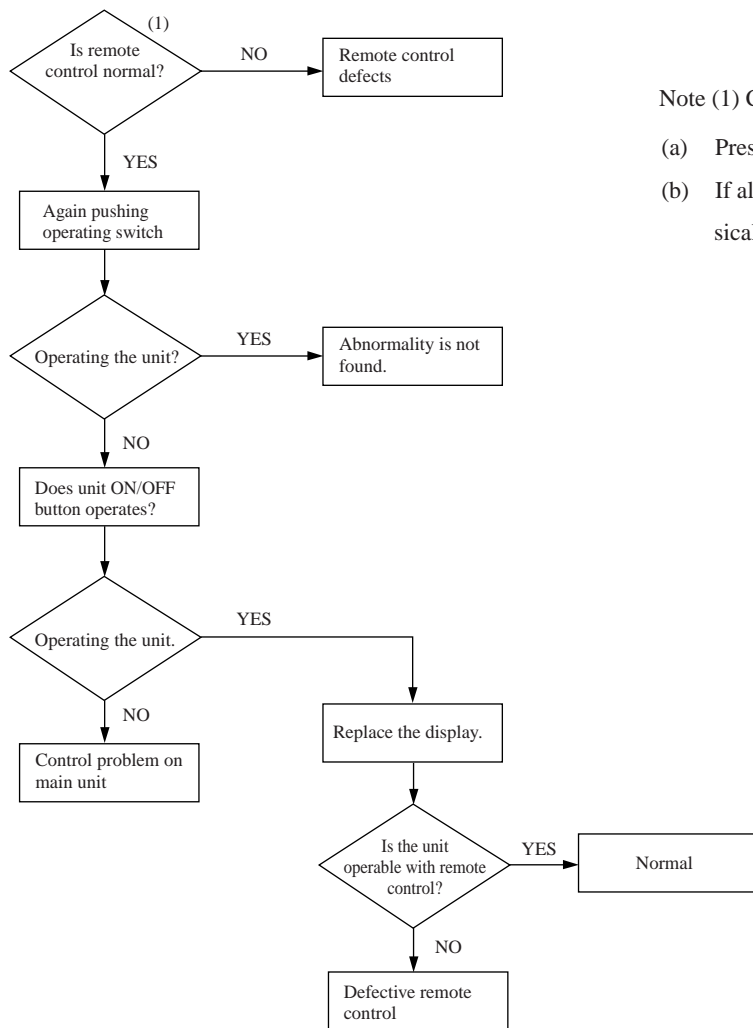 (1)
Is remote
control normal?
NO
Remote control
defects
Note (1)
(a) Pres
(b) If al
sical
YES
Again pushing
operating switch
Operating the unit?
YES
Abnormality is not
found.
NO
Does unit ON/OFF
button operates?
Operating the unit.
YES
NO
Control problem on
main unit
Replace the display.
Is the unit
operable with remote
control?
YES
Normal
NO
Defective remote
control